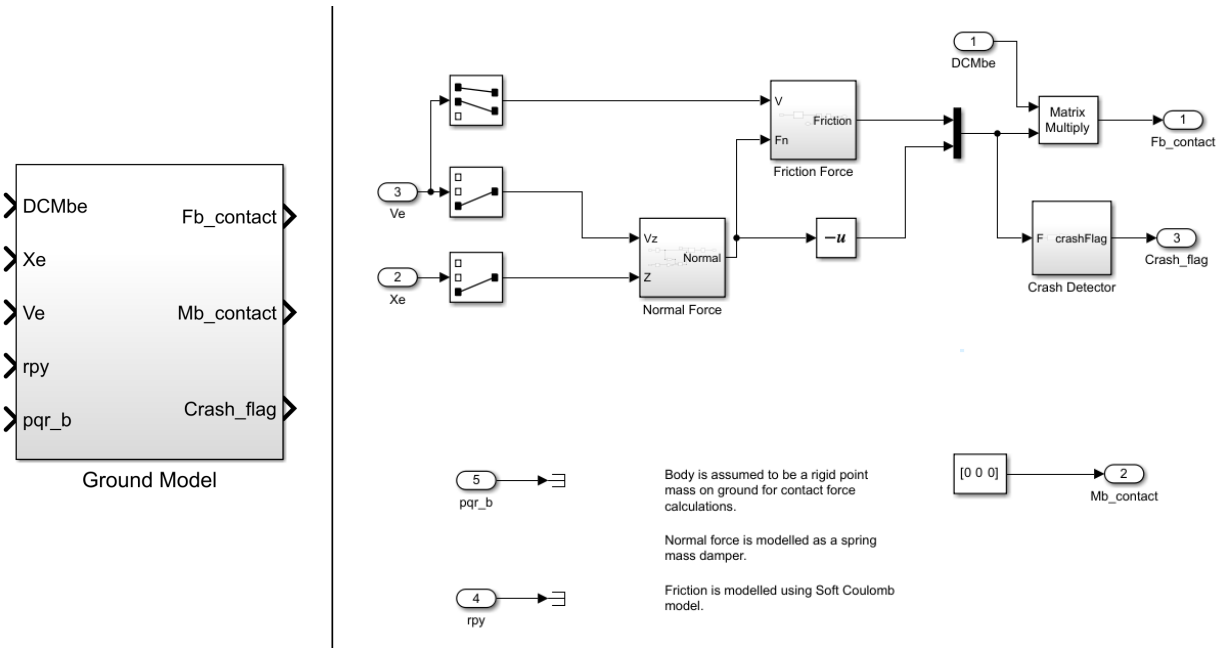 DCMbe
Xe
Ve
rpy
pqr_b
Fb_contact
Mb_contact
Crash_flag
Ground Model
3
Ve
2
Xe
V
Fn
Friction
Friction Force
Vz
Z
Normal
Normal Force
-u
1
DCMbe
Matrix
Multiply
1
Fb_contact
F
crashFlag
Crash Detector
3
Crash_flag
5
pqr_b
4
rpy
Body is assumed to be a rigid point
mass on ground for contact force
calculations.
Normal force is modelled as a spring
mass damper.
Friction is modelled using Soft Coulomb
model.
[0 0 0]
2
Mb_contact